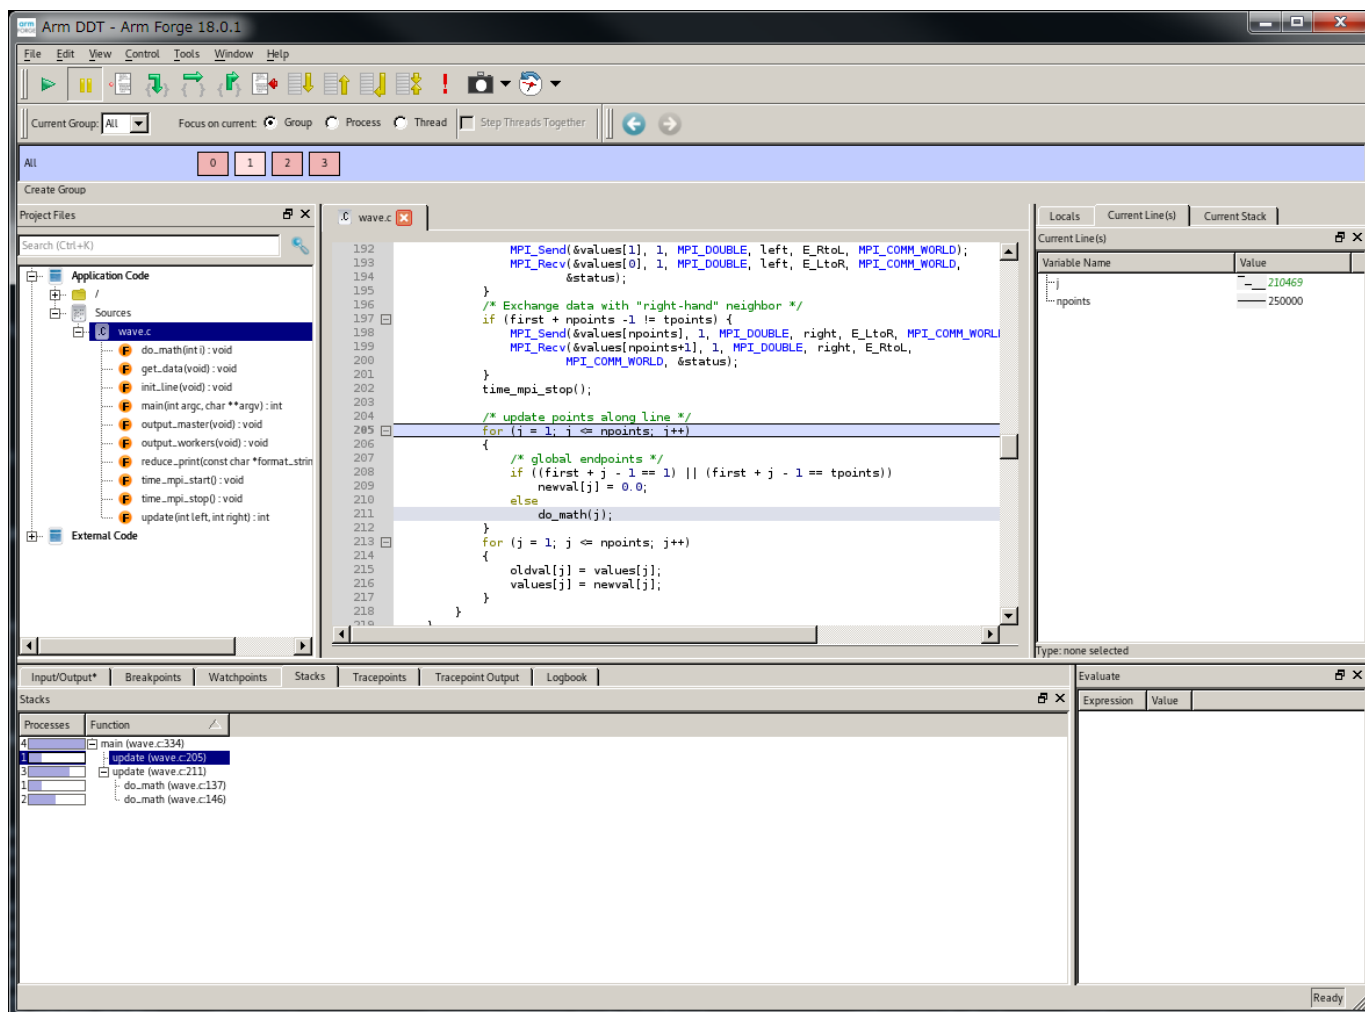 arm
FORGE
Arm DDT - Arm Forge 18.0.1
File Edit View Control Tools Window Help
Current Group: All Focus on current: Group Process Thread Step Threads Together
All 0 1 2 3
Create Group
Project Files
Search (Ctrl+K)
Application Code
/
Sources
.C wave.c
F do_math(int i) : void
F get_data(void) : void
F init_line(void) : void
F main(int argc, char **argv) : int
F output_master(void) : void
F output_workers(void) : void
F reduce_print(const char *format_strin
F time_mpi_start() : void
F time_mpi_stop() : void
F update(int left, int right) : int
External Code
.C wave.c
192 MPI_Send(&values[1], 1, MPI_DOUBLE, left, E_RtoL, MPI_COMM_WORLD);
193 MPI_Recv(&values[0], 1, MPI_DOUBLE, left, E_LtoR, MPI_COMM_WORLD,
194 &status);
195 }
196 /* Exchange data with "right-hand" neighbor */
197 if (first + npoints -1 != tpoints) {
198 MPI_Send(&values[npoints], 1, MPI_DOUBLE, right, E_LtoR, MPI_COMM_WORL
199 MPI_Recv(&values[npoints+1], 1, MPI_DOUBLE, right, E_RtoL,
200 MPI_COMM_WORLD, &status);
201 }
202 time_mpi_stop();
203
204 /* update points along line */
205 for (j = 1; j <= npoints; j++)
206 {
207 /* global endpoints */
208 if ((first + j - 1 == 1) || (first + j - 1 == tpoints))
209 newval[j] = 0.0;
210 else
211 do_math(j);
212 }
213 for (j = 1; j <= npoints; j++)
214 {
215 oldval[j] = values[j];
216 values[j] = newval[j];
217 }
218 }
219 }
Locals Current Line(s) Current Stack
Current Line(s)
Variable Name Value
j 210469
npoints 250000
Type: none selected
Input/Output* Breakpoints Watchpoints Stacks Tracepoints Tracepoint Output Logbook
Stacks
Processes Function
4 main (wave.c:334)
1 update (wave.c:205)
3 update (wave.c:211)
1 do_math (wave.c:137)
2 do_math (wave.c:146)
Evaluate
Expression Value
Ready